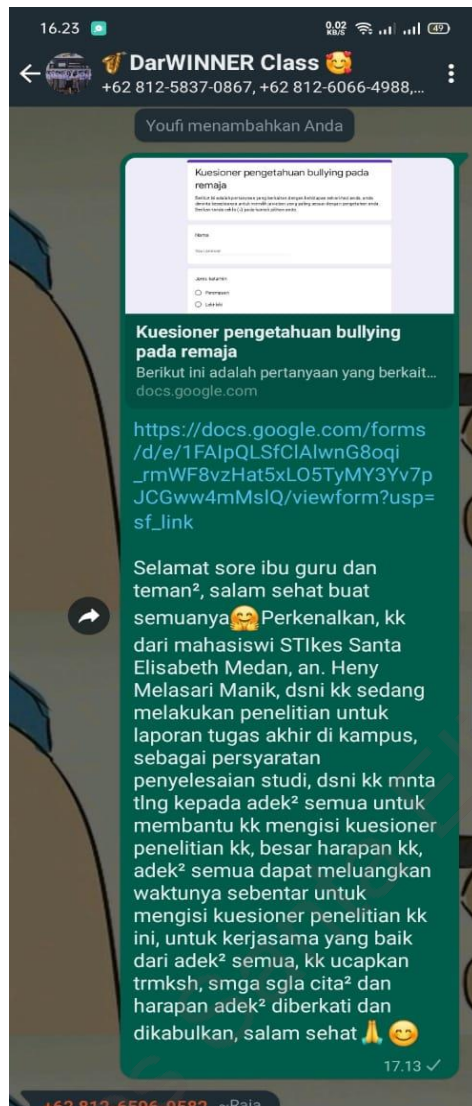 16.23 0.02 KB/S 49
DarWINNER Class
+62 812-5837-0867, +62 812-6066-4988,...
Youfi menambahkan Anda
Kuesioner pengetahuan bullying pada
remaja
Nama
Jenis kelamin
Perempuan
Laki-laki
Kuesioner pengetahuan bullying
pada remaja
Berikut ini adalah pertanyaan yang berkait...
docs.google.com
https://docs.google.com/forms
/d/e/1FAIpQLSfClAlwnG8oqi
_rmWF8vzHat5xLO5TyMY3Yv7p
JCGww4mMslQ/viewform?usp=
sf_link
Selamat sore ibu guru dan
teman², salam sehat buat
semuanya🤗Perkenalkan, kk
dari mahasiswi STIkes Santa
Elisabeth Medan, an. Heny
Melasari Manik, dsni kk sedang
melakukan penelitian untuk
laporan tugas akhir di kampus,
sebagai persyaratan
penyelesaian studi, dsni kk mnta
tlng kepada adek² semua untuk
membantu kk mengisi kuesioner
penelitian kk, besar harapan kk,
adek² semua dapat meluangkan
waktunya sebentar untuk
mengisi kuesioner penelitian kk
ini, untuk kerjasama yang baik
dari adek² semua, kk ucapkan
trmksh, smga sgla cita² dan
harapan adek² diberkati dan
dikabulkan, salam sehat 🙏 😊
17.13
+62 812-6596-9582 ~Raja